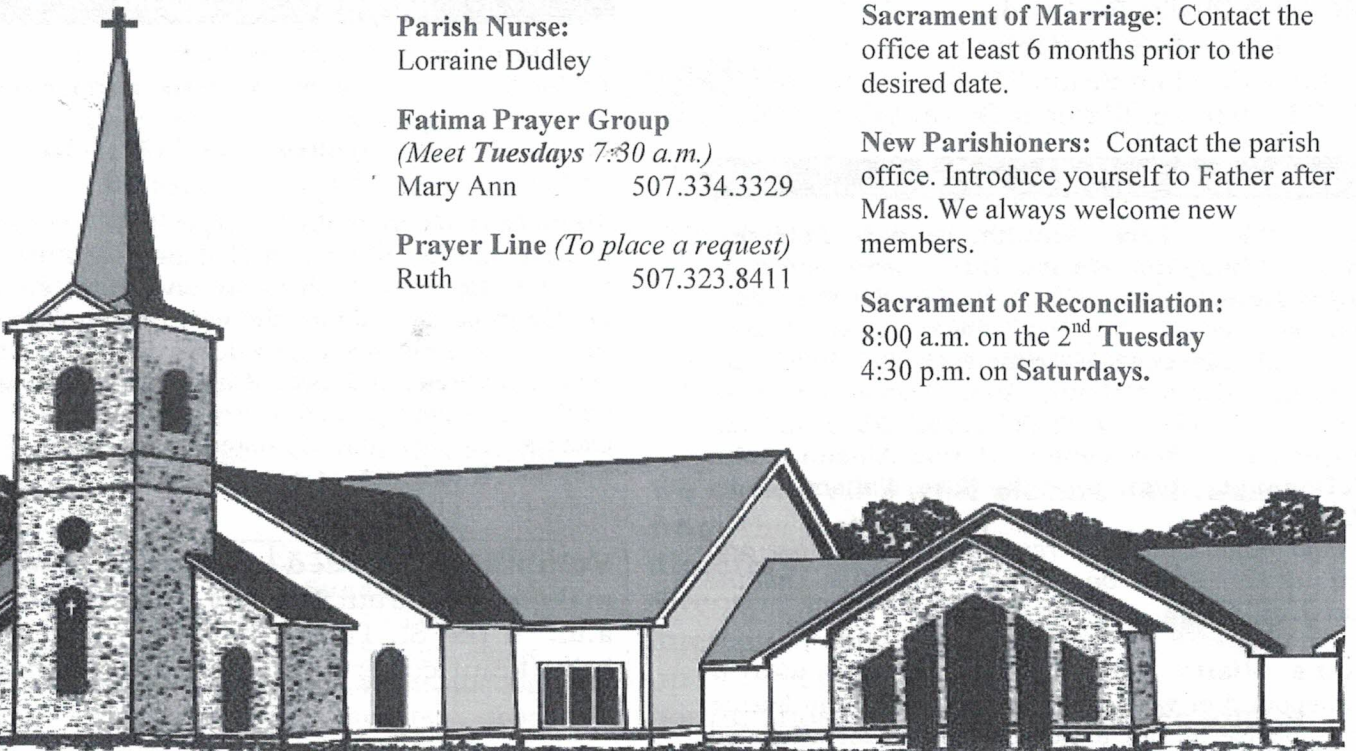 Parish Nurse:
Lorraine Dudley
Fatima Prayer Group
(Meet Tuesdays 7:30 a.m.)
Mary Ann 507.334.3329
Prayer Line (To place a request)
Ruth 507.323.8411
Sacrament of Marriage: Contact the
office at least 6 months prior to the
desired date.
New Parishioners: Contact the parish
office. Introduce yourself to Father after
Mass. We always welcome new
members.
Sacrament of Reconciliation:
8:00 a.m. on the 2nd Tuesday
4:30 p.m. on Saturdays.